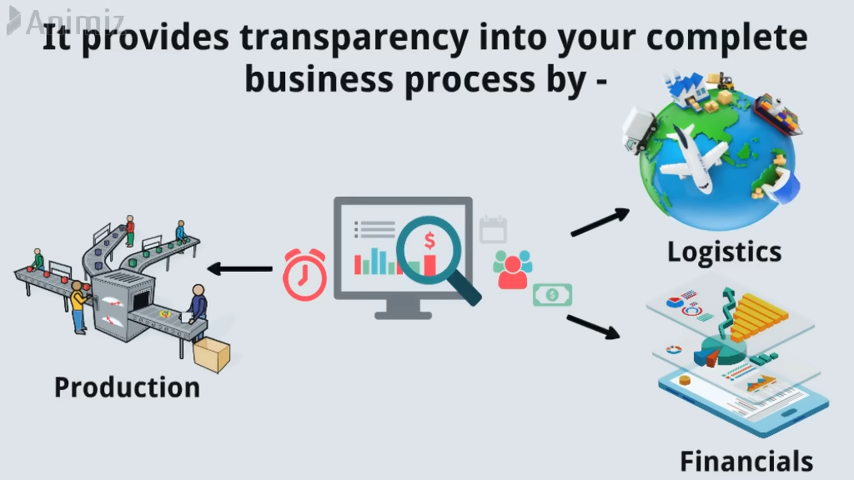 Animiz
It provides transparency into your complete
business process by -
Logistics
Production
Financials